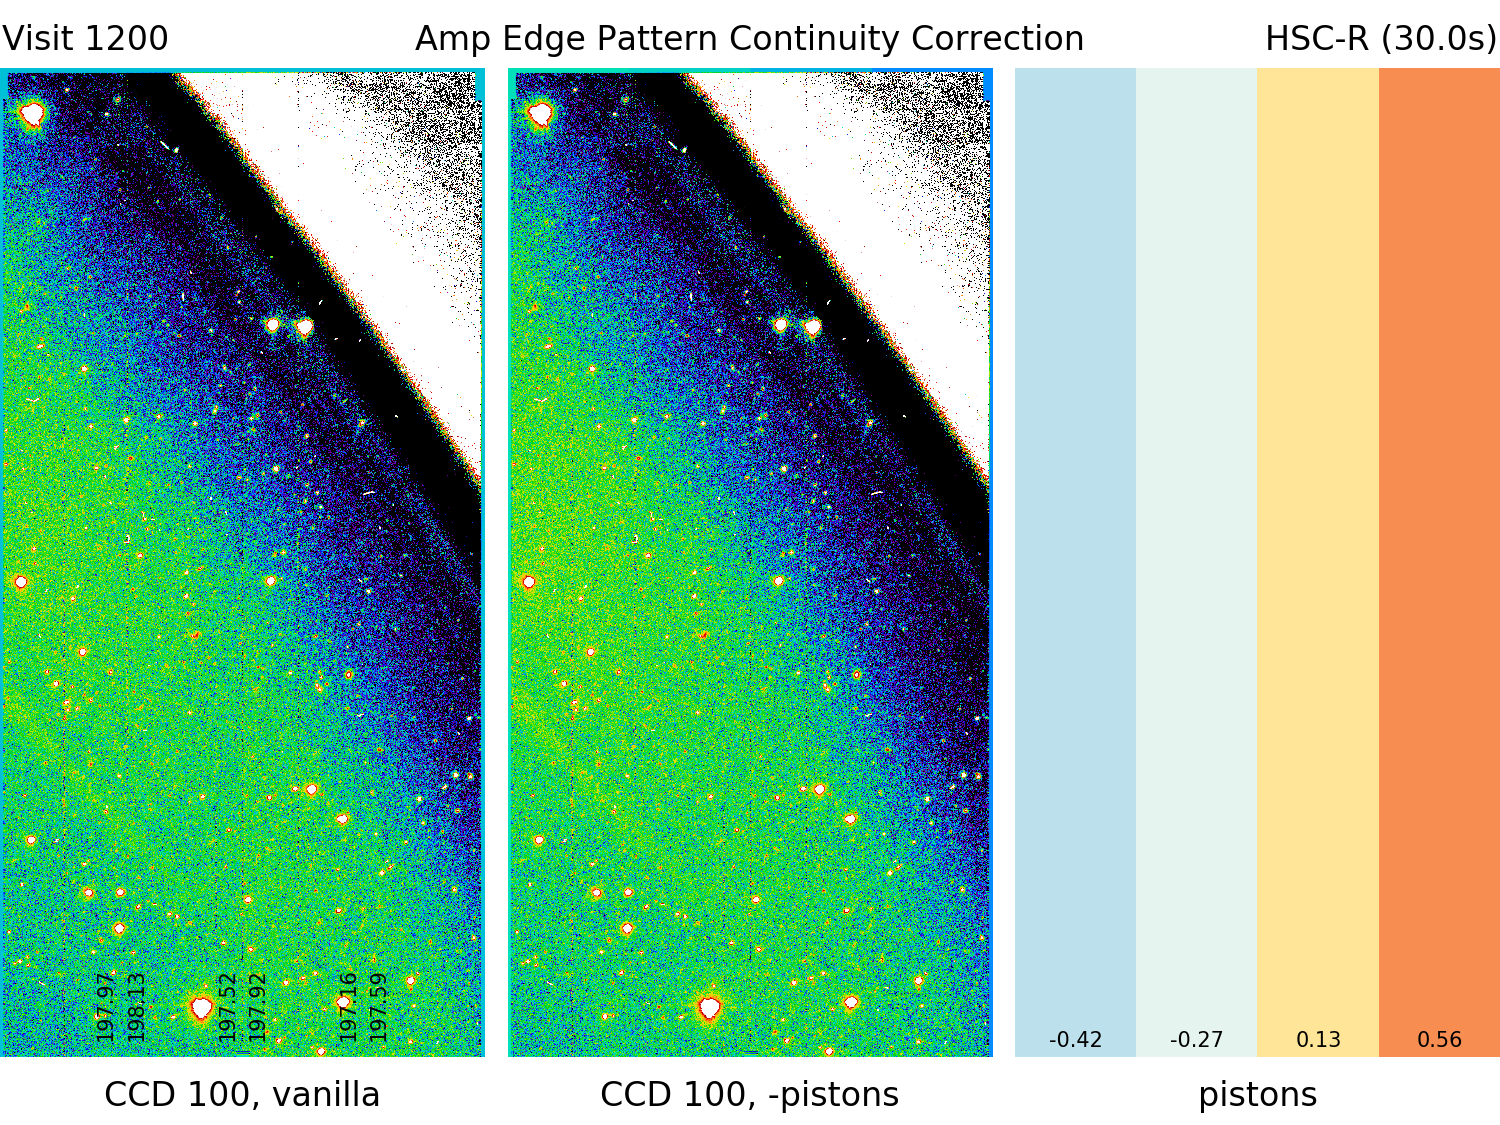 Visit 1200
Amp Edge Pattern Continuity Correction
HSC-R (30.0s)
197.97
198.13
197.52
197.92
197.16
197.59
-0.42
-0.27
0.13
0.56
CCD 100, vanilla
CCD 100, -pistons
pistons